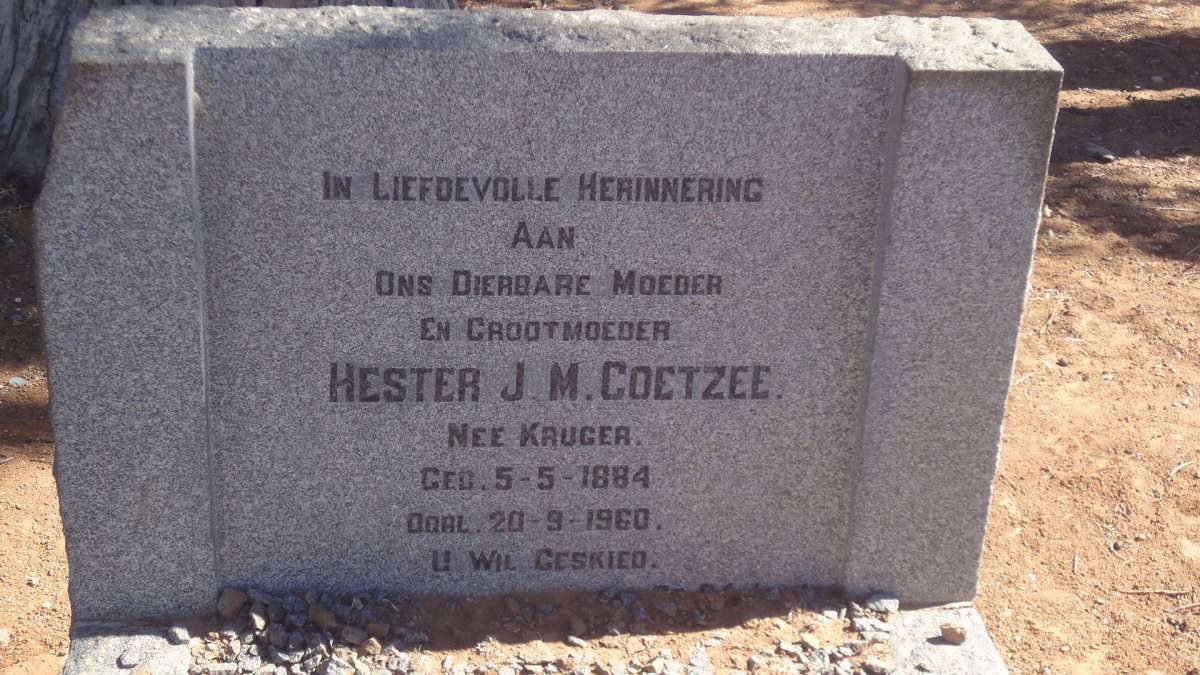 In Liefdevolle Herinnering
Aan
Ons Dierbare Moeder
En Grootmoeder
Hester J. M. Coetzee.
Nee Kruger.
Geb. 5-5-1884
Oorl. 20-9-1960.
U Wil Geskied.